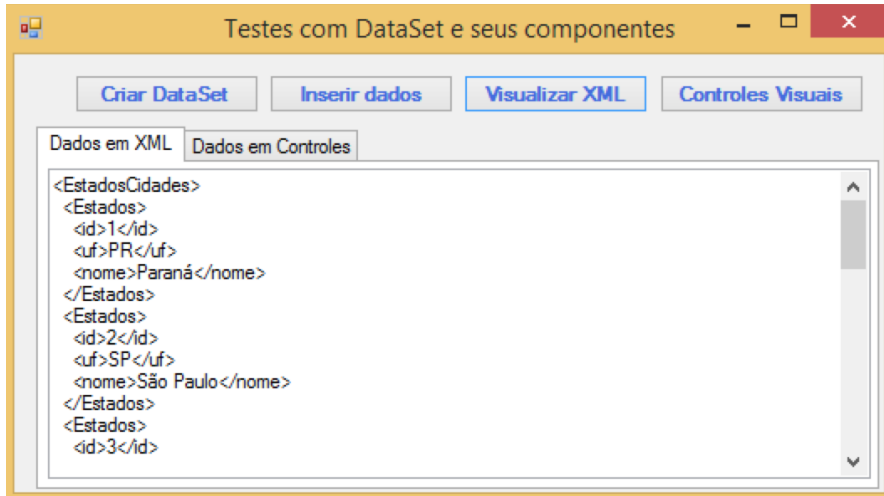 Testes com DataSet e seus componentes
Criar DataSet Inserir dados Visualizar XML Controles Visuais
Dados em XML Dados em Controles
<EstadosCidades>
<Estados>
<id>1</id>
<uf>PR</uf>
<nome>Paraná</nome>
</Estados>
<Estados>
<id>2</id>
<uf>SP</uf>
<nome>São Paulo</nome>
</Estados>
<Estados>
<id>3</id>